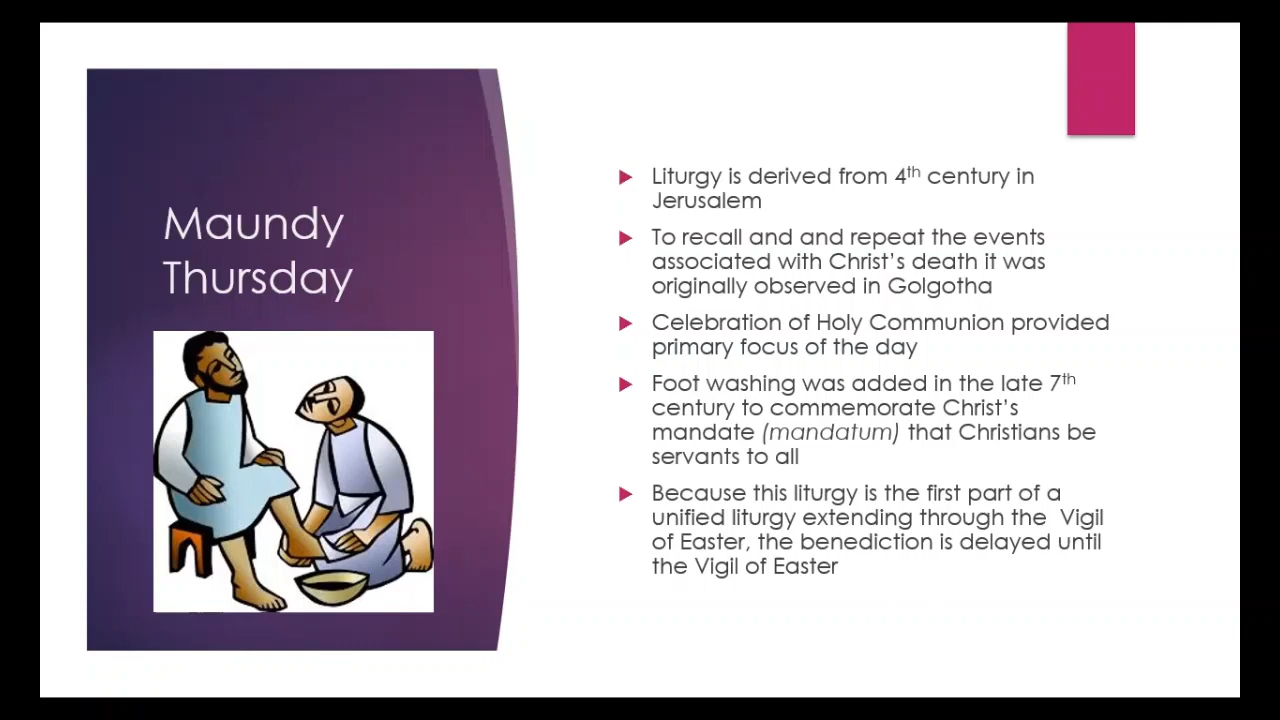 Maundy
Thursday
Liturgy is derived from 4th century in
Jerusalem
To recall and and repeat the events
associated with Christ's death it was
originally observed in Golgotha
Celebration of Holy Communion provided
primary focus of the day
Foot washing was added in the late 7th
century to commemorate Christ's
mandate (mandatum) that Christians be
servants to all
Because this liturgy is the first part of a
unified liturgy extending through the  Vigil
of Easter, the benediction is delayed until
the Vigil of Easter